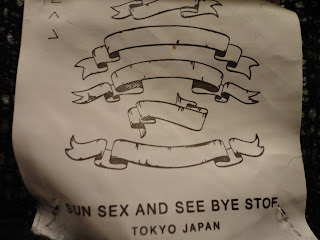 SUN SEX AND SEE BYE STOF.
TOKYO JAPAN